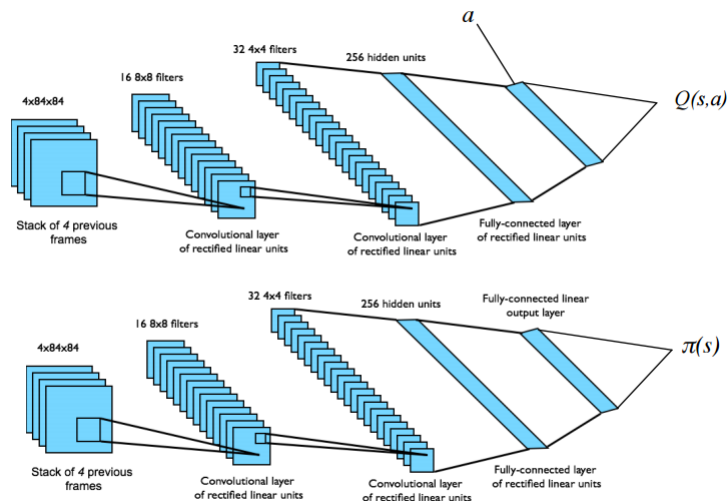 a
32 4x4 filters
256 hidden units
16 8x8 filters
Q(s,a)
4x84x84
Stack of 4 previous
frames
Convolutional layer
of rectified linear units
Convolutional layer
of rectified linear units
Fully-connected layer
of rectified linear units
32 4x4 filters
256 hidden units
Fully-connected linear
output layer
16 8x8 filters
4x84x84
π(s)
Stack of 4 previous
frames
Convolutional layer
of rectified linear units
Convolutional layer
of rectified linear units
Fully-connected layer
of rectified linear units